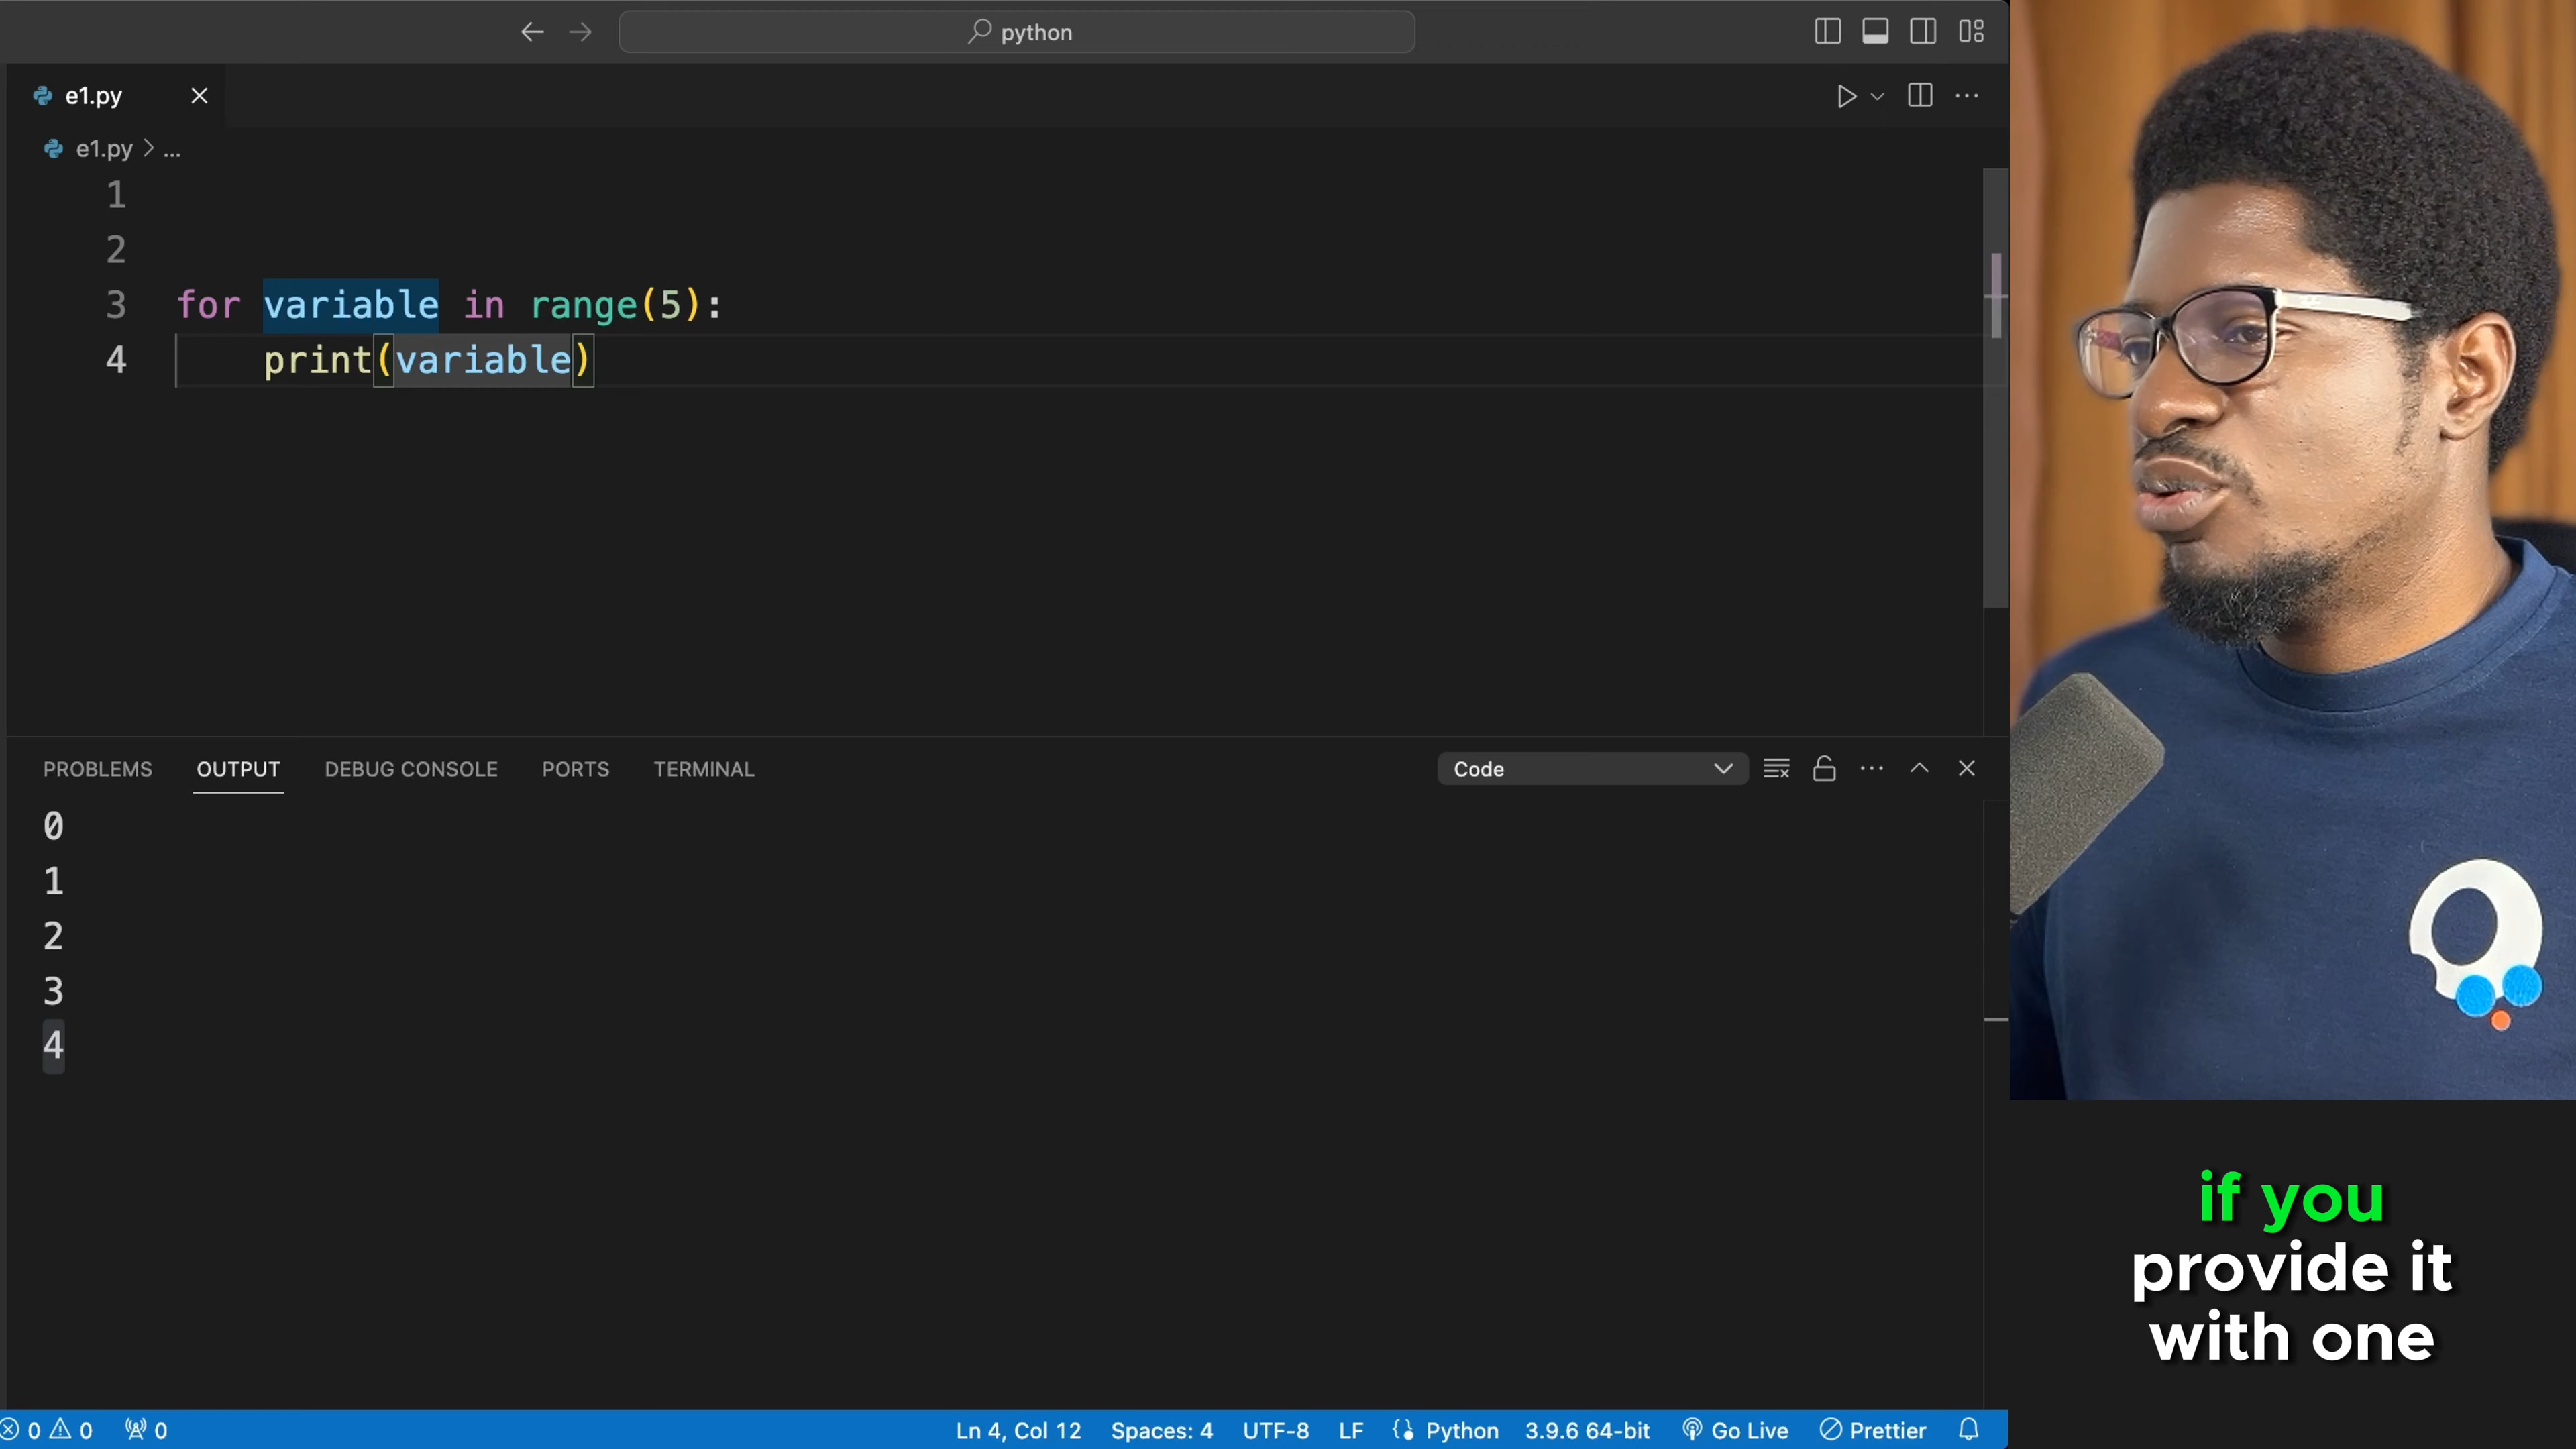 python
e1.py
e1.py > ...
1
2
3 for variable in range(5):
4 print(variable)
PROBLEMS OUTPUT DEBUG CONSOLE PORTS TERMINAL Code
0
1
2
3
4
if you
provide it
with one
0 0 0 Ln 4, Col 12 Spaces: 4 UTF-8 LF Python 3.9.6 64-bit Go Live Prettier